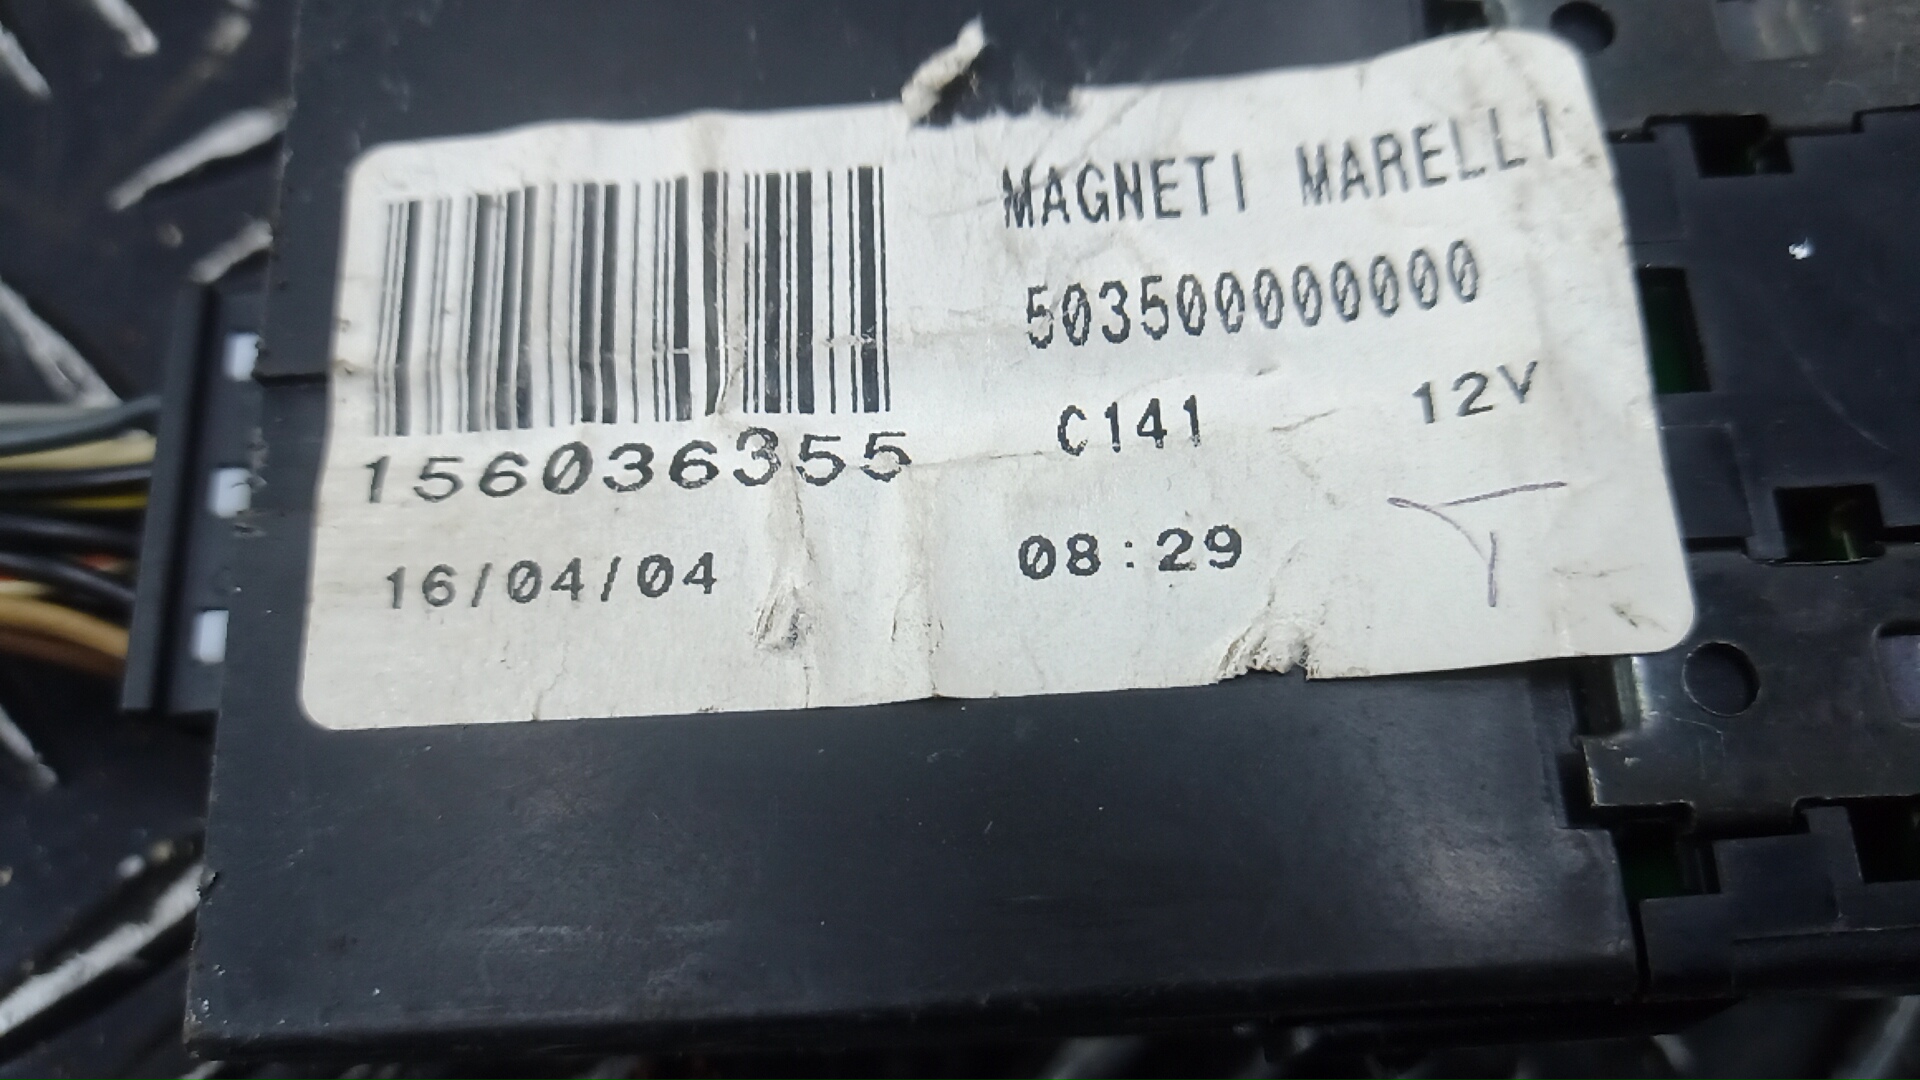 MAGNETI MARELLI
503500000000
C141 12V
156036355
16/04/04 08:29